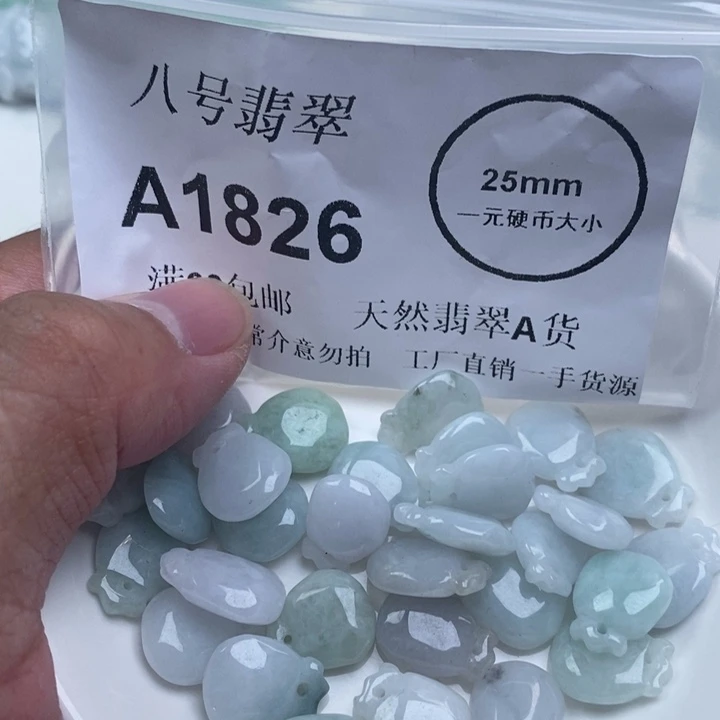 八号翡翠
A1826
25mm
一元硬币大小
满 包邮
天然翡翠A货
常介意勿拍 工厂直销一手货源